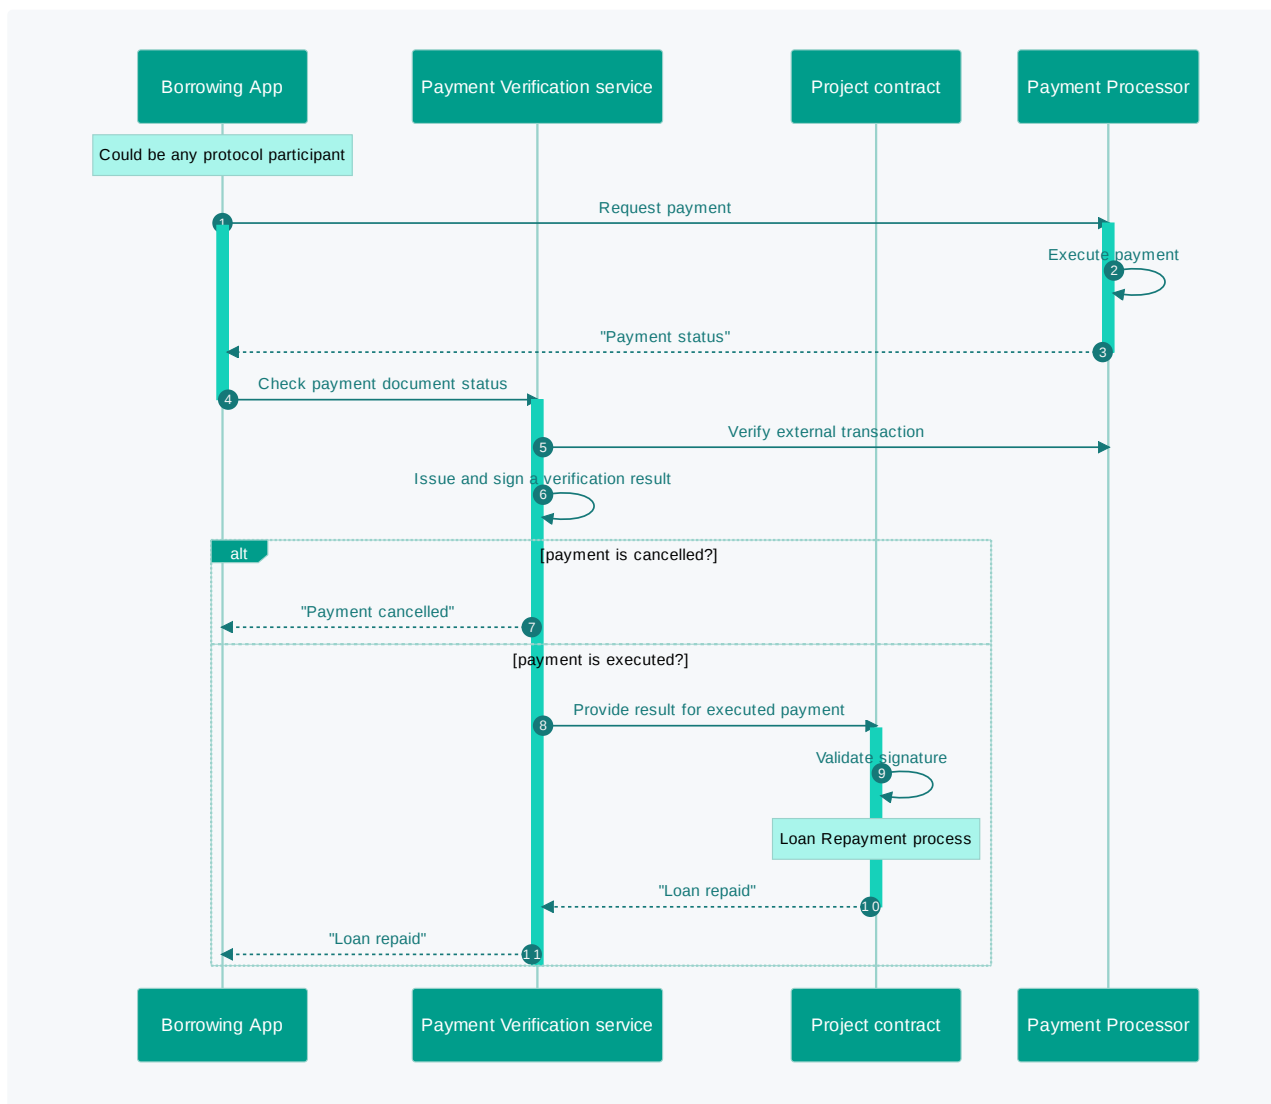 Borrowing App
Payment Verification service
Project contract
Payment Processor
Could be any protocol participant
Request payment
1
Execute payment
2
"Payment status"
3
Check payment document status
4
Verify external transaction
5
Issue and sign a verification result
6
alt
[payment is cancelled?]
"Payment cancelled"
7
[payment is executed?]
Provide result for executed payment
8
Validate signature
9
Loan Repayment process
"Loan repaid"
10
"Loan repaid"
11
Borrowing App
Payment Verification service
Project contract
Payment Processor